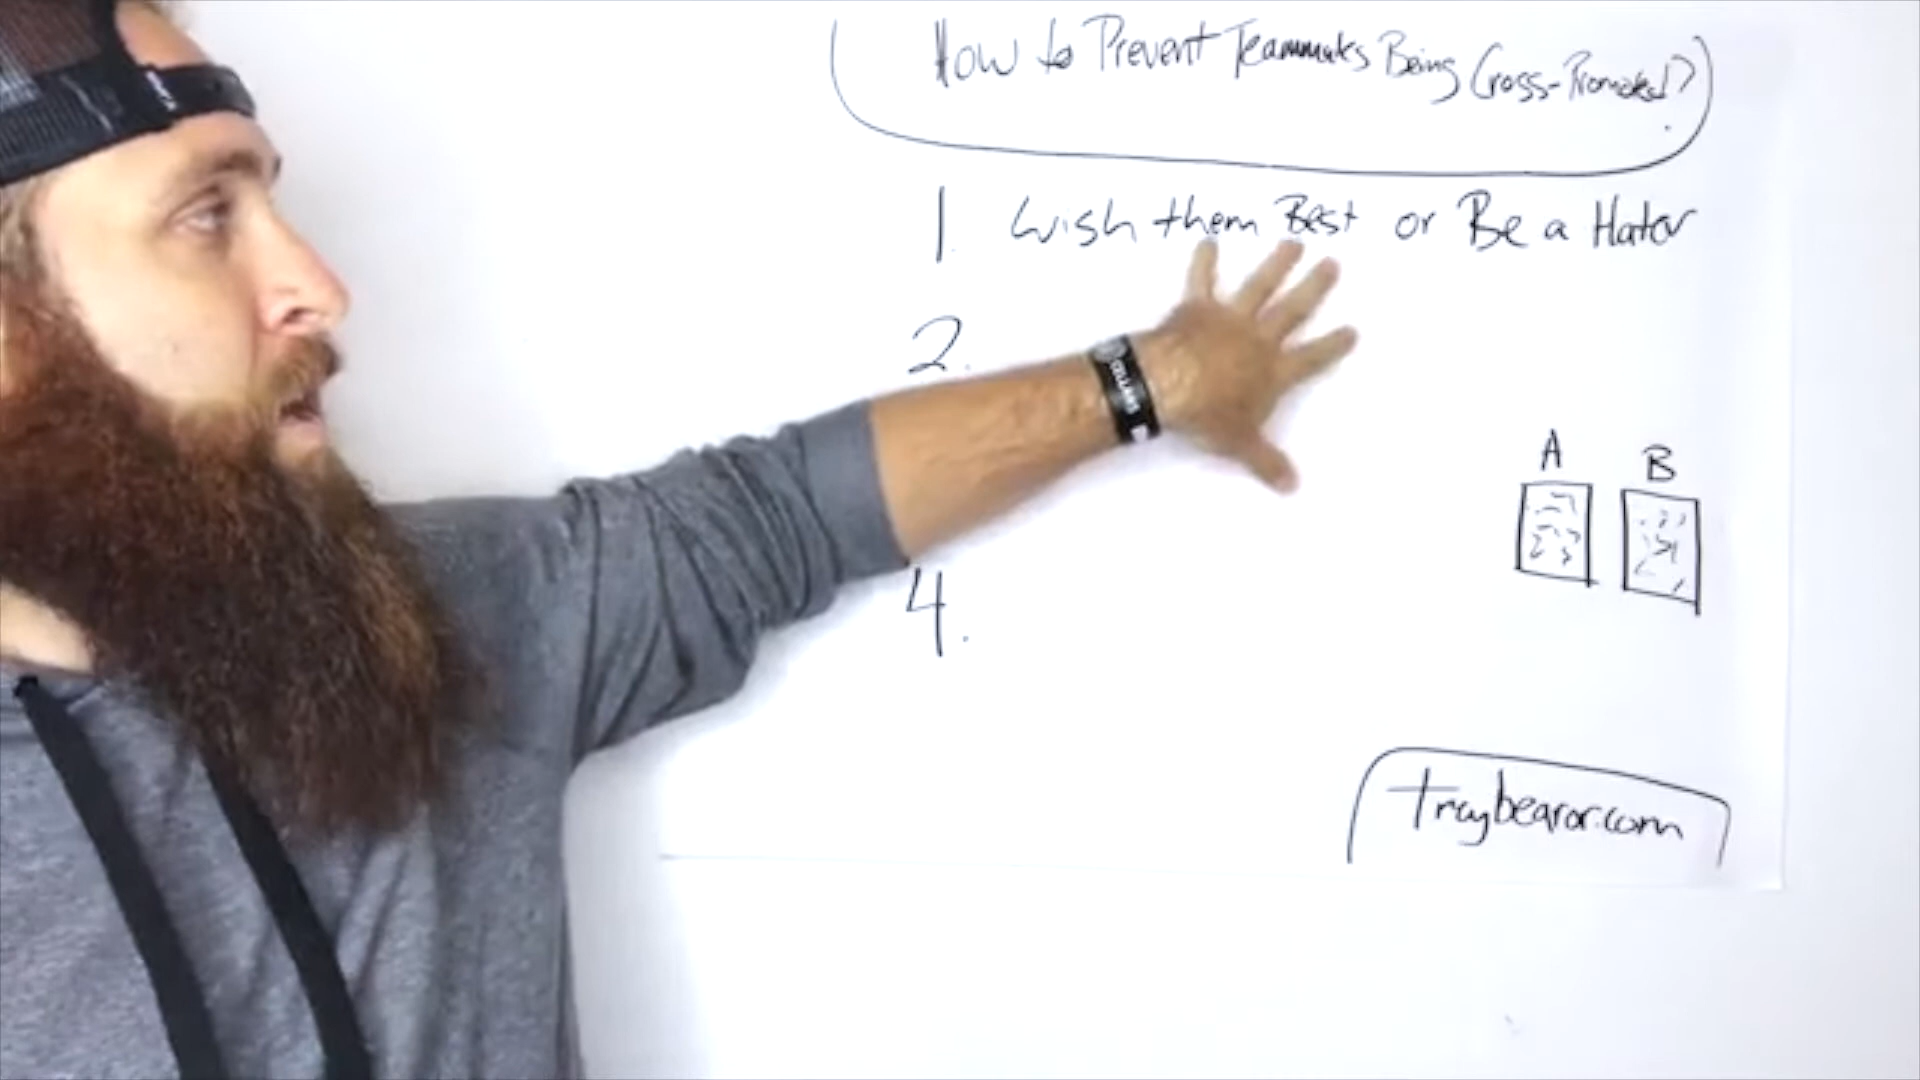 How to Prevent Teammates Being Cross-Promoted?
1. Wish them Best or Be a Hater
2.
4.
A B
traybearor.com